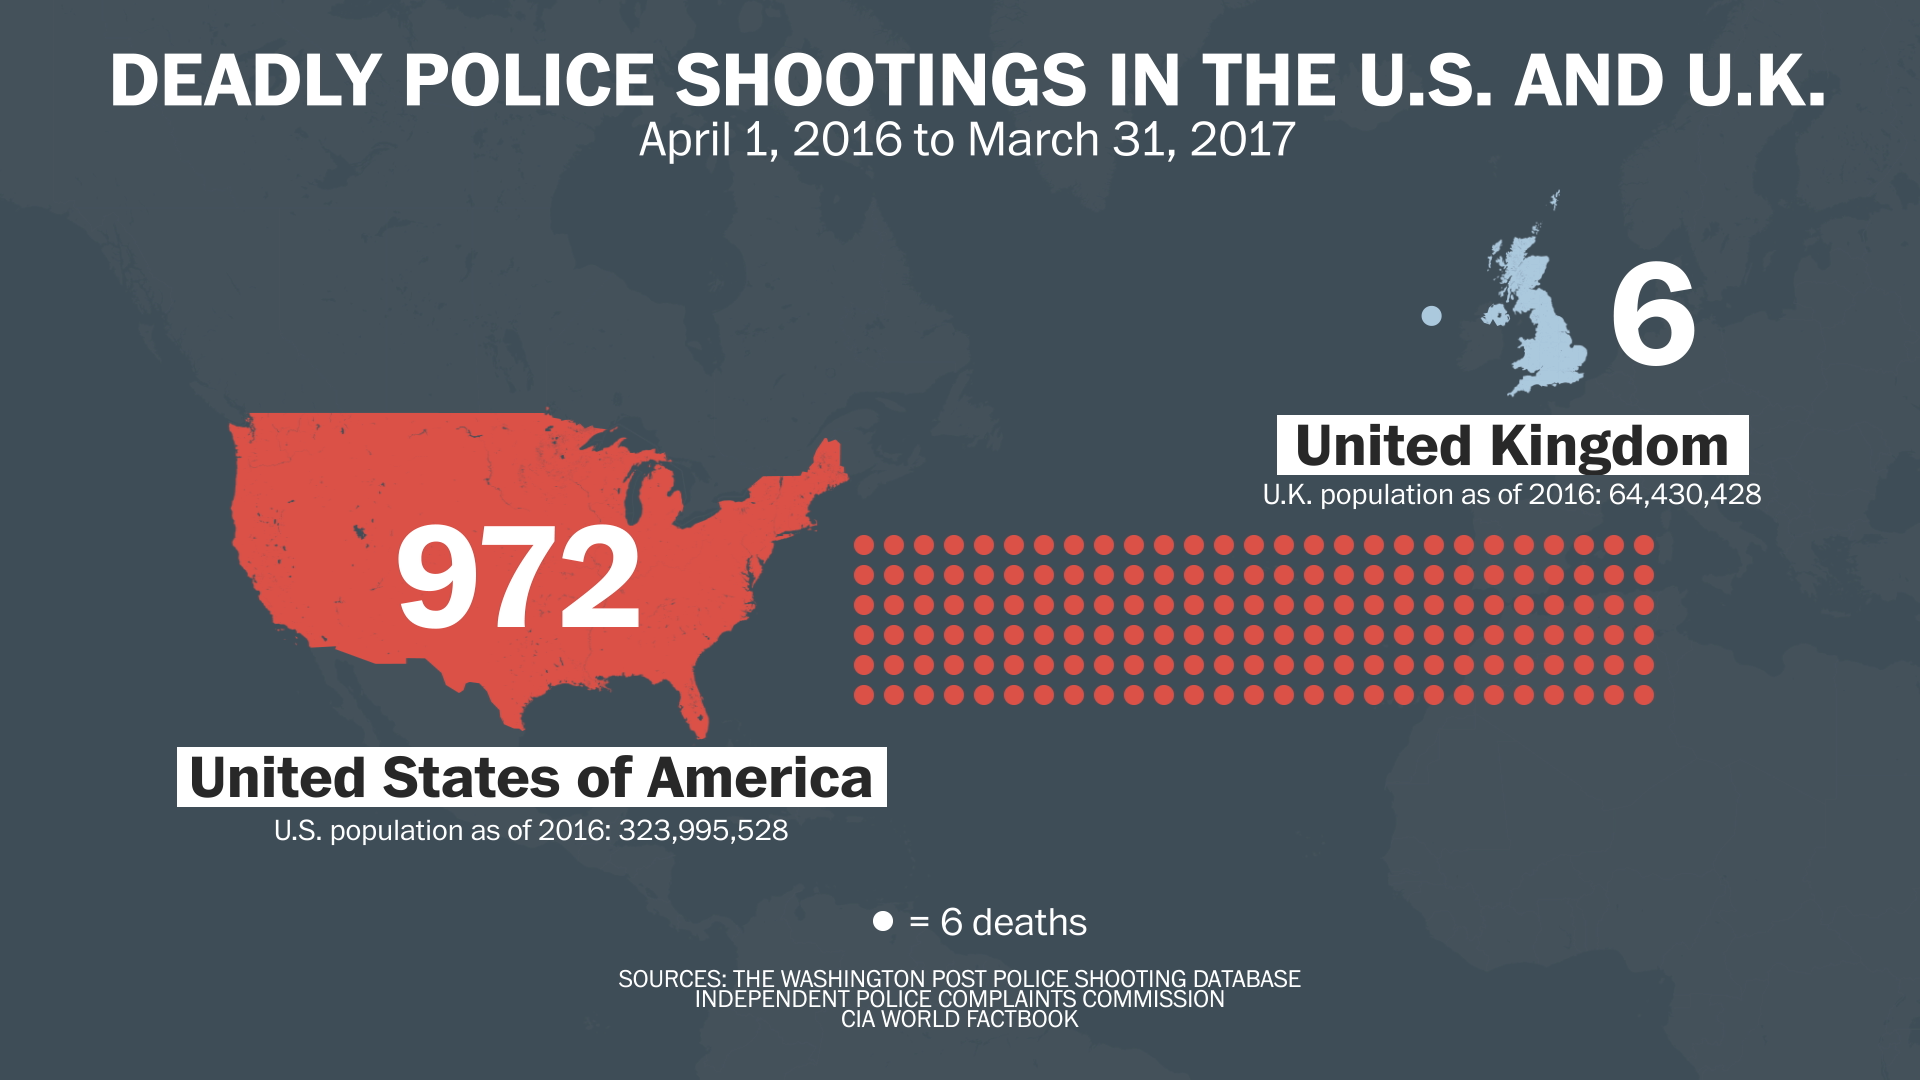 DEADLY POLICE SHOOTINGS IN THE U.S. AND U.K.
April 1, 2016 to March 31, 2017
6
United Kingdom
U.K. population as of 2016: 64,430,428
972
United States of America
U.S. population as of 2016: 323,995,528
= 6 deaths
SOURCES: THE WASHINGTON POST POLICE SHOOTING DATABASE
INDEPENDENT POLICE COMPLAINTS COMMISSION
CIA WORLD FACTBOOK